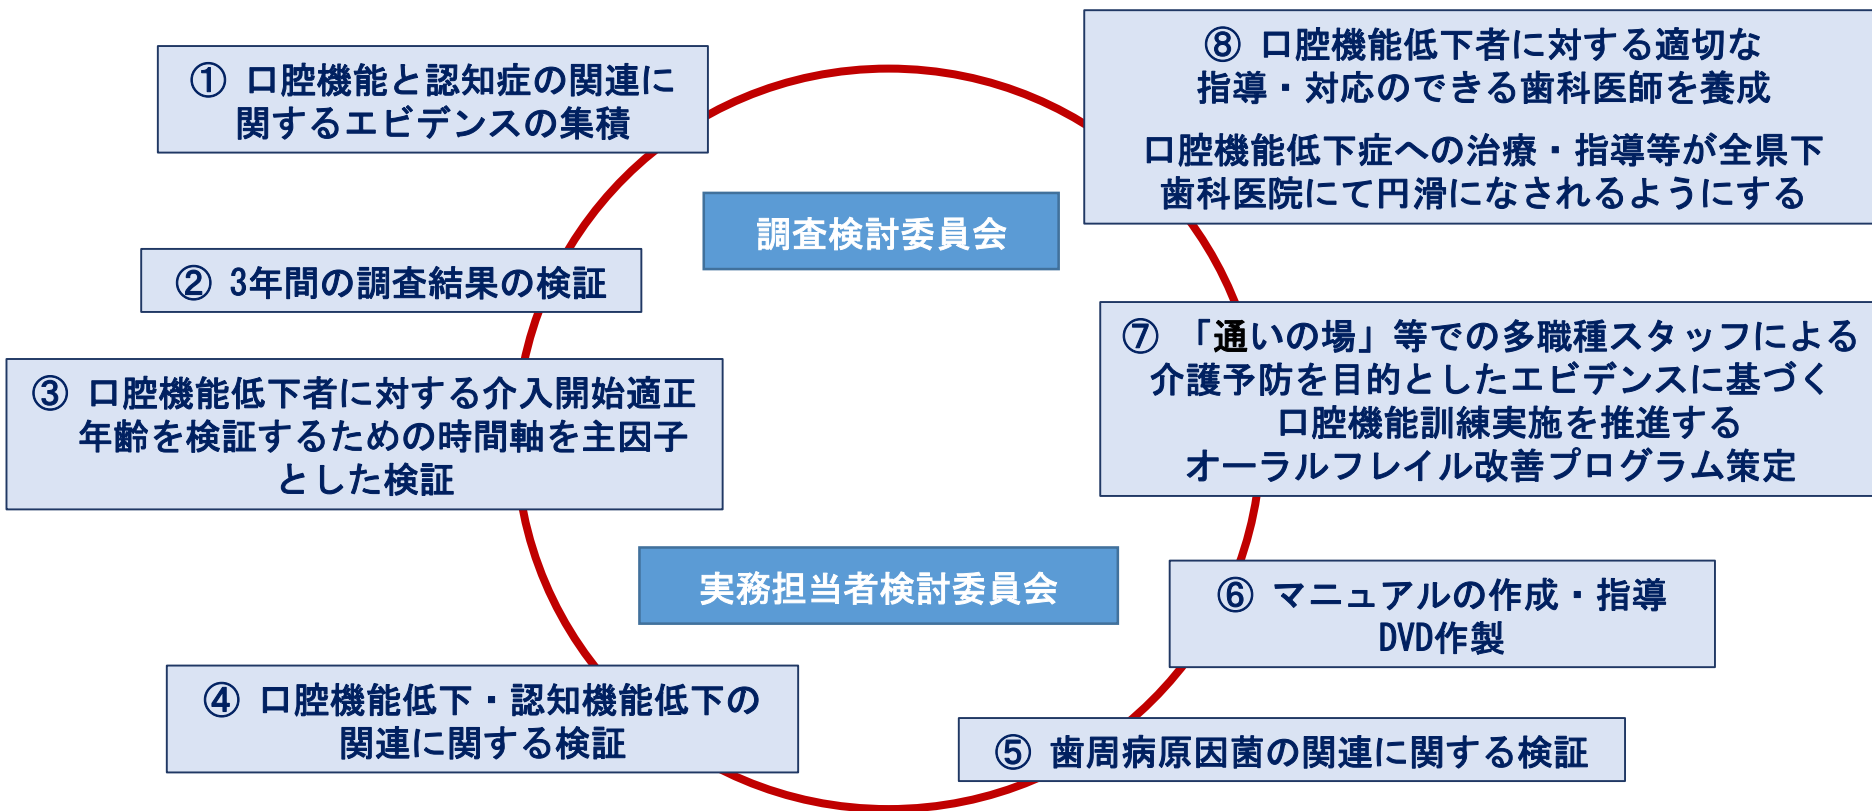 ① 口腔機能と認知症の関連に
関するエビデンスの集積
② 3年間の調査結果の検証
③ 口腔機能低下者に対する介入開始適正
年齢を検証するための時間軸を主因子
とした検証
④ 口腔機能低下・認知機能低下の
関連に関する検証
⑤ 歯周病原因菌の関連に関する検証
⑥ マニュアルの作成・指導
DVD作製
⑦ 「通いの場」等での多職種スタッフによる
介護予防を目的としたエビデンスに基づく
口腔機能訓練実施を推進する
オーラルフレイル改善プログラム策定
⑧ 口腔機能低下者に対する適切な
指導・対応のできる歯科医師を養成
口腔機能低下症への治療・指導等が全県下
歯科医院にて円滑になされるようにする
調査検討委員会
実務担当者検討委員会